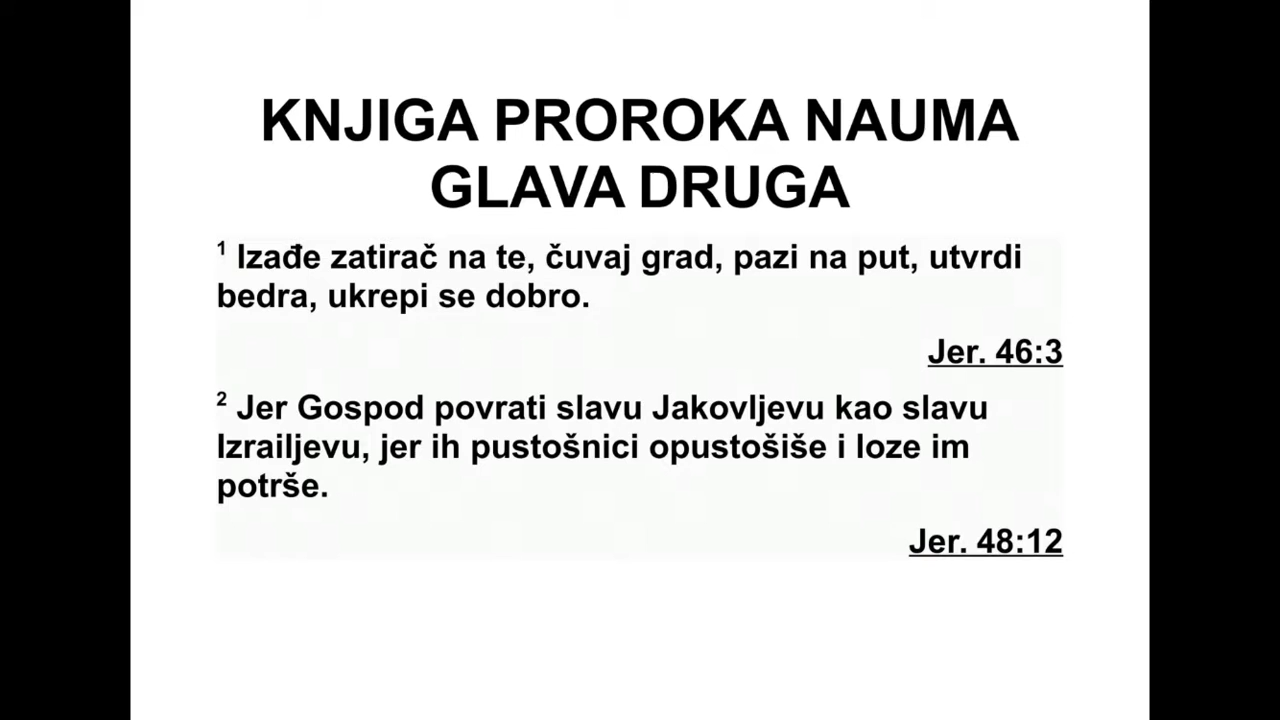 KNJIGA PROROKA NAUMA
GLAVA DRUGA
1 Izađe zatirač na te, čuvaj grad, pazi na put, utvrdi
bedra, ukrepi se dobro.
Jer. 46:3
2 Jer Gospod povrati slavu Jakovljevu kao slavu
Izrailjevu, jer ih pustošnici opustošiše i loze im
potrše.
Jer. 48:12